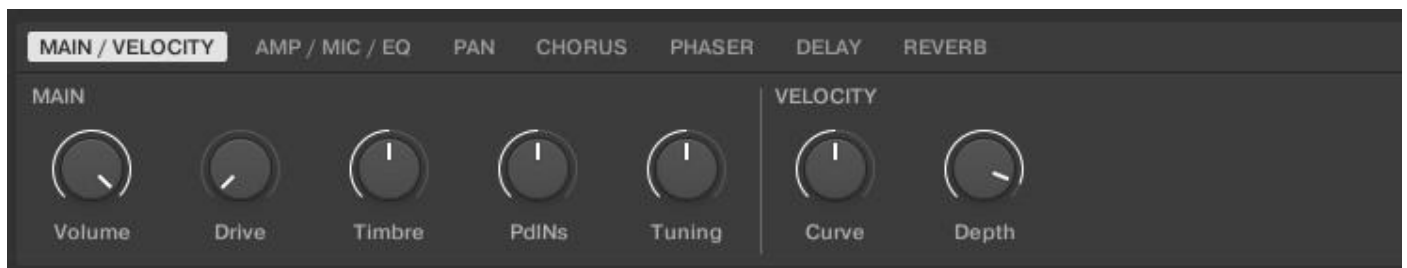 MAIN / VELOCITY AMP / MIC / EQ PAN CHORUS PHASER DELAY REVERB
MAIN VELOCITY
Volume Drive Timbre PdlNs Tuning Curve Depth